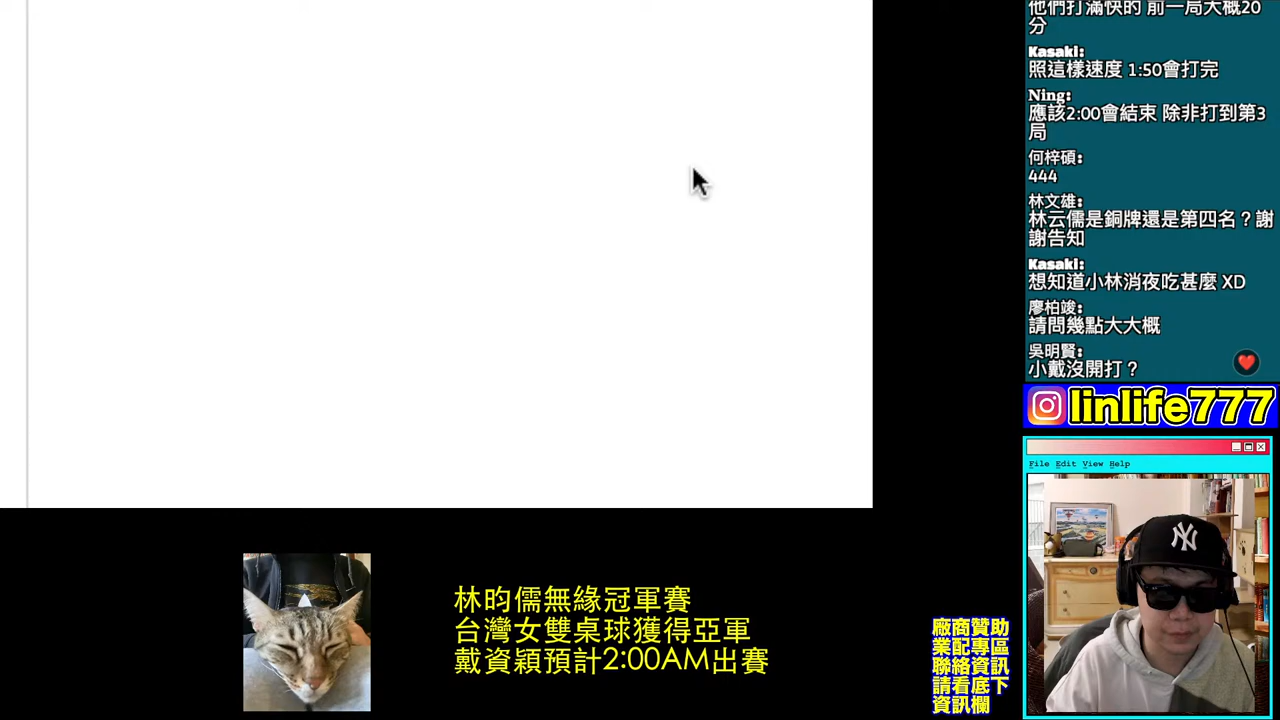 他們打滿快的 前一局大概20
分
Kasaki:
照這樣速度 1:50會打完
Ning:
應該2:00會結束 除非打到第3
局
何梓碩:
444
林文雄:
林云儒是銅牌還是第四名？謝
謝告知
Kasaki:
想知道小林消夜吃甚麼 XD
廖柏竣:
請問幾點大大概
吳明賢:
小戴沒開打？
linlife777
File Edit View Help
林昀儒無緣冠軍賽
台灣女雙桌球獲得亞軍
戴資穎預計2:00AM出賽
廠商贊助
業配專區
聯絡資訊
請看底下
資訊欄